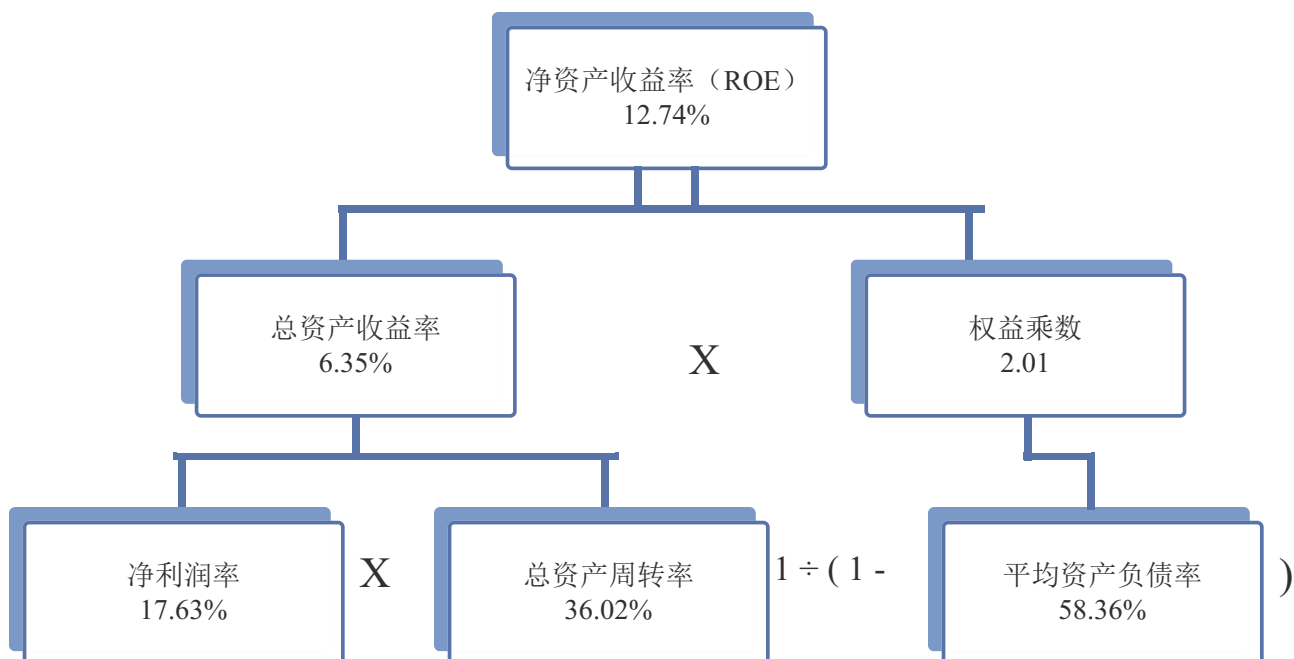 净资产收益率（ROE）
12.74%
总资产收益率
6.35%
X
权益乘数
2.01
净利润率
17.63%
X
总资产周转率
36.02%
1 ÷ ( 1 -
平均资产负债率
58.36%
)